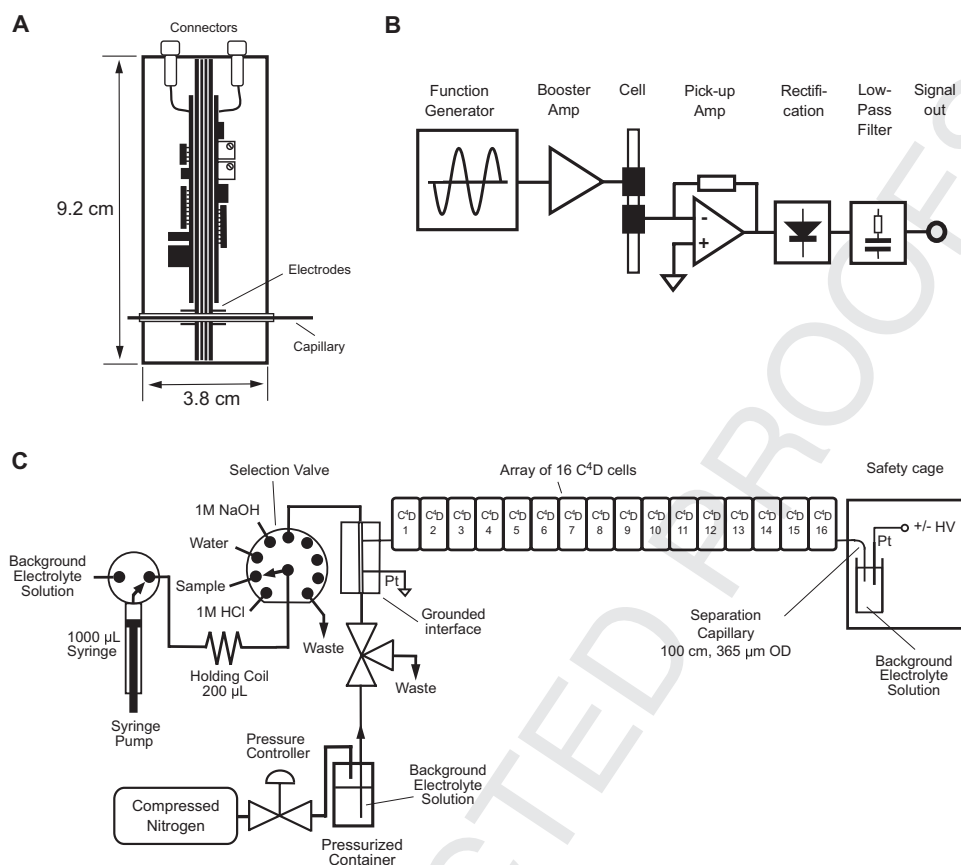 A
Connectors
9.2 cm
Electrodes
Capillary
3.8 cm
B
Function
Generator
Booster
Amp
Cell
Pick-up
Amp
Rectifi-
cation
Low-
Pass
Filter
Signal
out
-
+
C
Selection Valve
1M NaOH
Water
Sample
1M HCl
Background
Electrolyte
Solution
1000 µL
Syringe
Syringe
Pump
Holding Coil
200 µL
Waste
Pt
Grounded
interface
Waste
Array of 16 C⁴D cells
C⁴D
1
C⁴D
2
C⁴D
3
C⁴D
4
C⁴D
5
C⁴D
6
C⁴D
7
C⁴D
8
C⁴D
9
C⁴D
10
C⁴D
11
C⁴D
12
C⁴D
13
C⁴D
14
C⁴D
15
C⁴D
16
Safety cage
+/- HV
Pt
Separation
Capillary
100 cm, 365 µm OD
Background
Electrolyte
Solution
Pressure
Controller
Compressed
Nitrogen
Background
Electrolyte
Solution
Pressurized
Container
CTED PROOFS